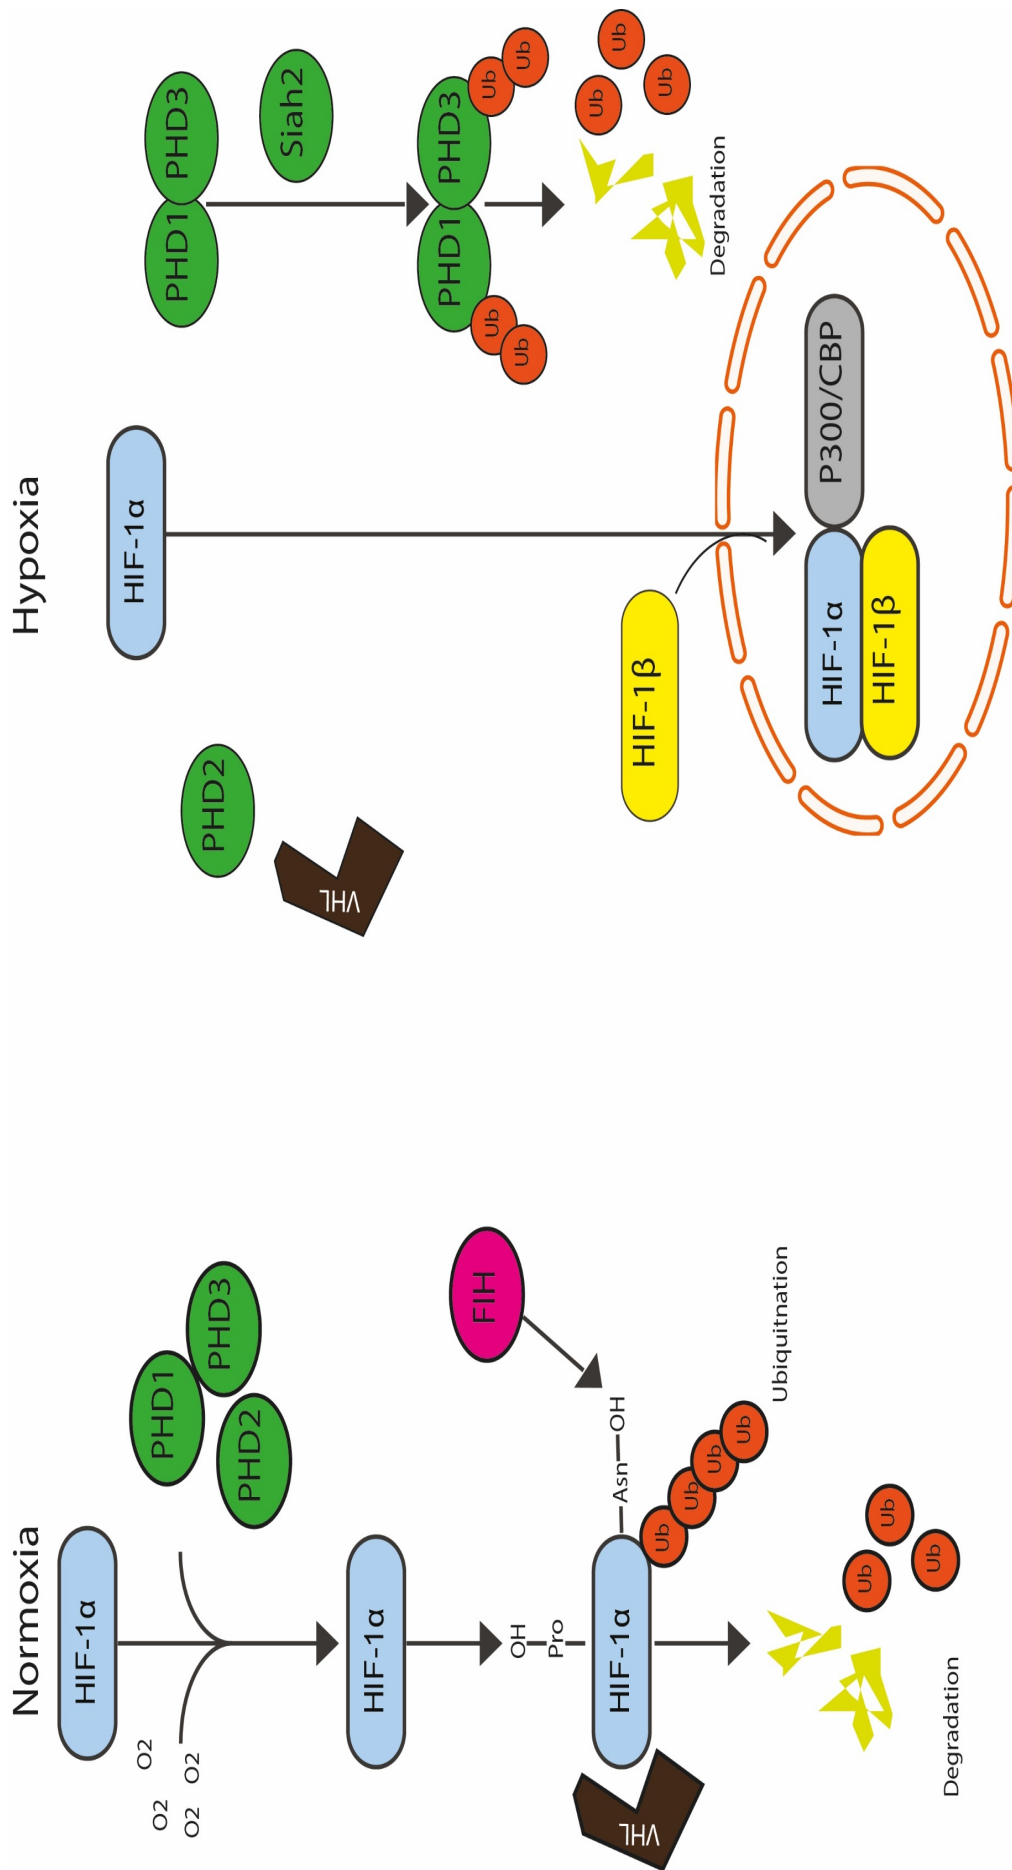 Normoxia
HIF-1α
O2
O2
O2
O2
PHD1
PHD3
PHD2
HIF-1α
OH
Pro
HIF-1α
Asn
OH
FIH
VHL
Ub
Ub
Ub
Ub
Ubiquitnation
Ub
Ub
Ub
Degradation
Hypoxia
HIF-1α
PHD2
VHL
PHD1
PHD3
Siah2
PHD1
PHD3
Ub
Ub
Ub
Ub
Ub
Ub
Ub
Degradation
HIF-1β
HIF-1α
P300/CBP
HIF-1β